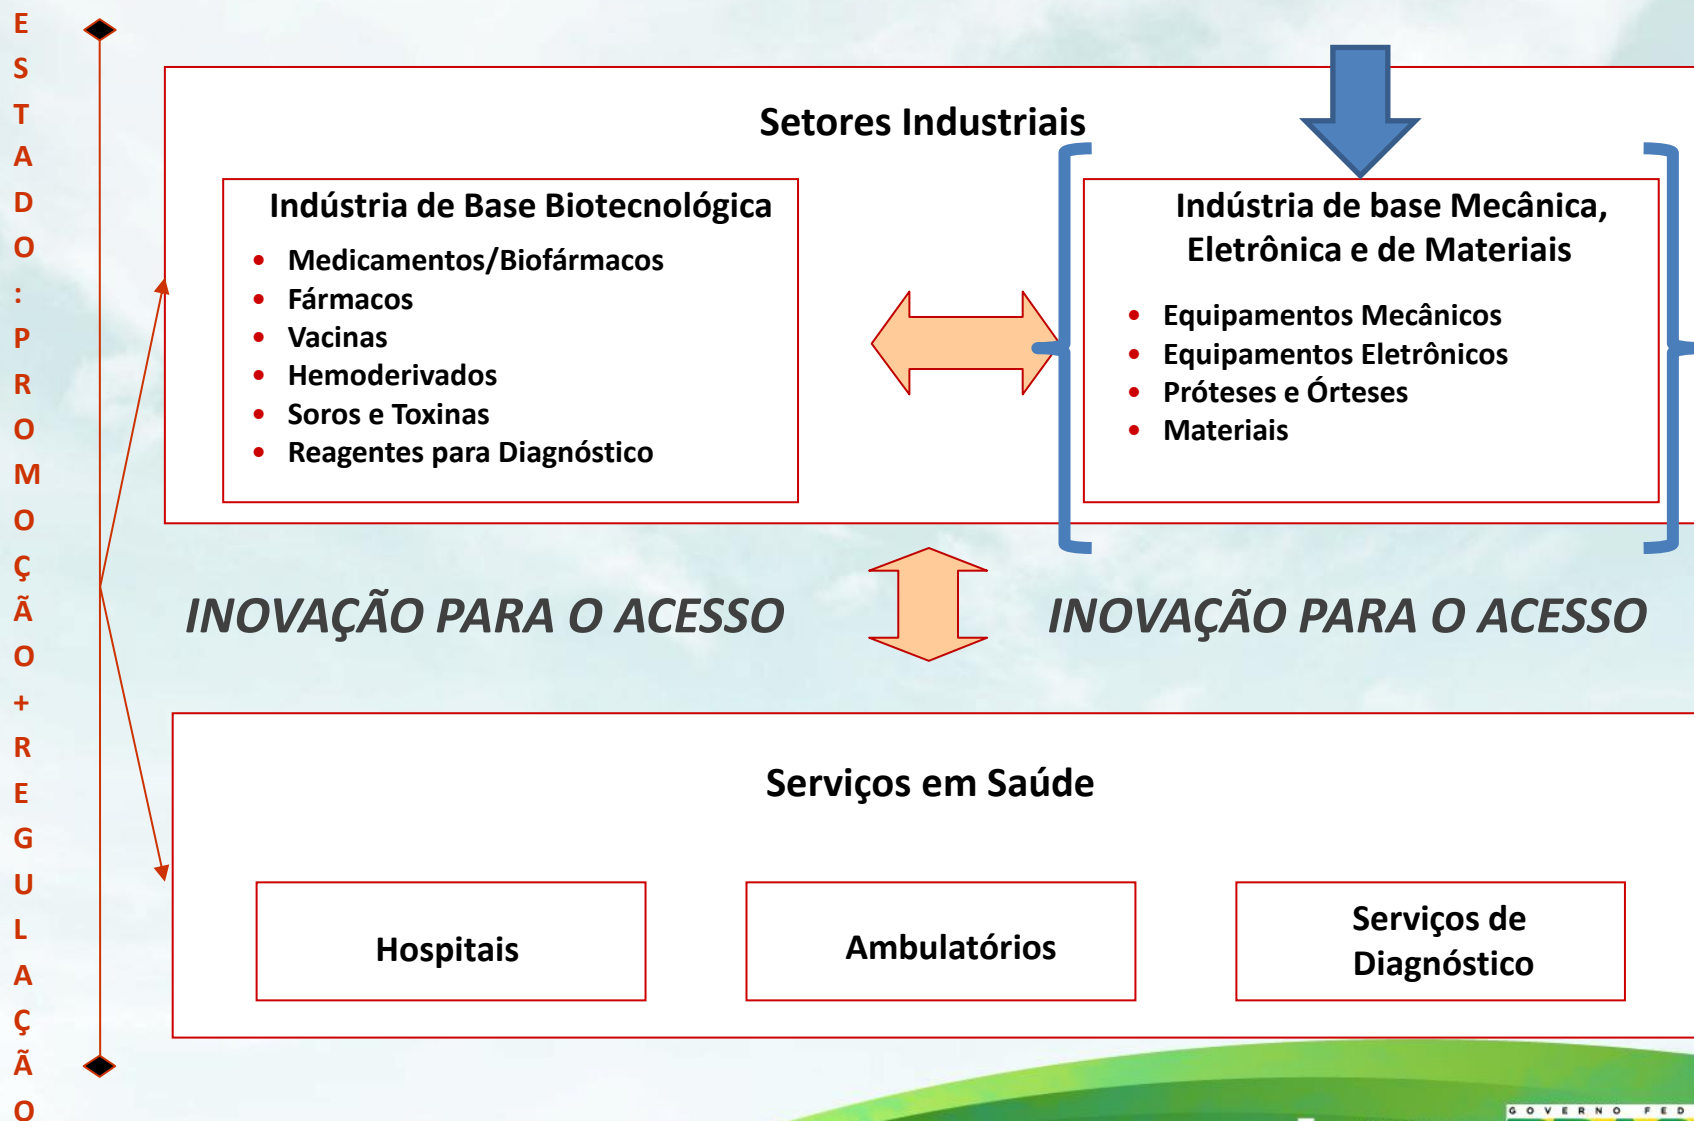 E
S
T
A
D
O
:
P
R
O
M
O
Ç
Ã
O
+
R
E
G
U
L
A
Ç
Ã
O
Setores Industriais
Indústria de Base Biotecnológica
• Medicamentos/Biofármacos
• Fármacos
• Vacinas
• Hemoderivados
• Soros e Toxinas
• Reagentes para Diagnóstico
Indústria de base Mecânica,
Eletrônica e de Materiais
• Equipamentos Mecânicos
• Equipamentos Eletrônicos
• Próteses e Órteses
• Materiais
INOVAÇÃO PARA O ACESSO
INOVAÇÃO PARA O ACESSO
Serviços em Saúde
Hospitais
Ambulatórios
Serviços de
Diagnóstico
GOVERNO FED